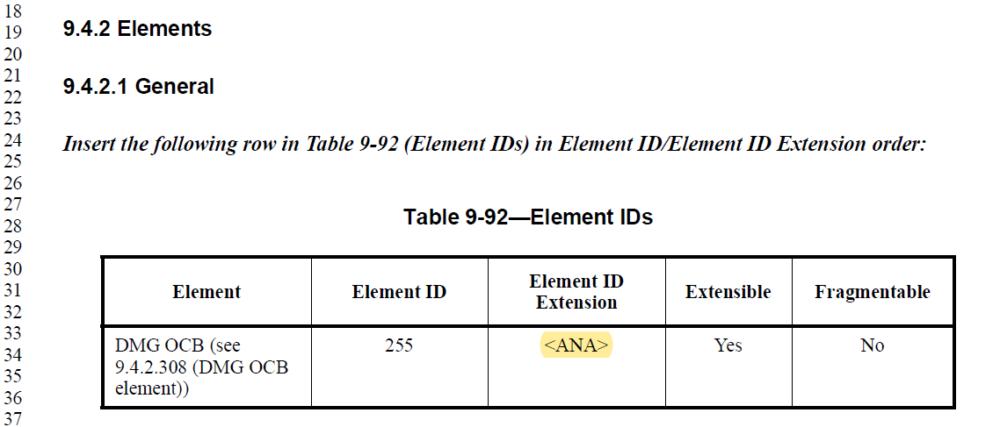 18
19 9.4.2 Elements
20
21 9.4.2.1 General
22
23
24 Insert the following row in Table 9-92 (Element IDs) in Element ID/Element ID Extension order:
25
26
27 Table 9-92—Element IDs
28
29
30
31 Element Element ID Element ID Extension Extensible Fragmentable
32
33 DMG OCB (see 255 <ANA> Yes No
34 9.4.2.308 (DMG OCB
35 element))
36
37